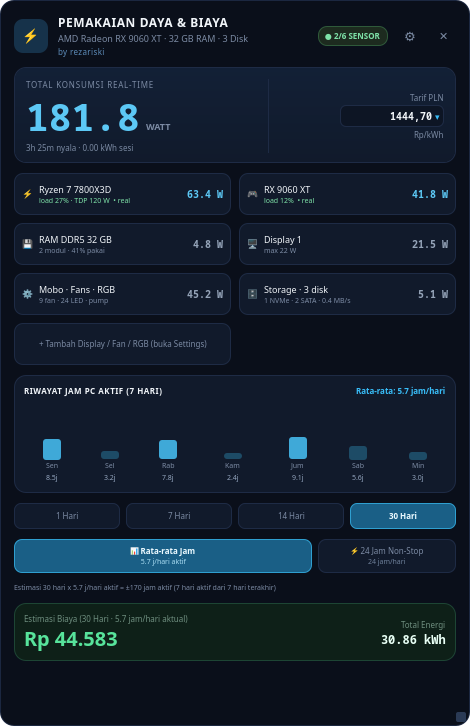 PEMAKAIAN DAYA & BIAYA
AMD Radeon RX 9060 XT · 32 GB RAM · 3 Disk
by rezariski
2/6 SENSOR
TOTAL KONSUMSI REAL-TIME
181.8 WATT
3h 25m nyala · 0.00 kWh sesi
Tarif PLN
1444,70
Rp/kWh
Ryzen 7 7800X3D
load 27% · TDP 120 W • real
63.4 W
RX 9060 XT
load 12% • real
41.8 W
RAM DDR5 32 GB
2 modul · 41% pakai
4.8 W
Display 1
max 22 W
21.5 W
Mobo · Fans · RGB
9 fan · 24 LED · pump
45.2 W
Storage · 3 disk
1 NVMe · 2 SATA · 0.4 MB/s
5.1 W
+ Tambah Display / Fan / RGB (buka Settings)
RIWAYAT JAM PC AKTIF (7 HARI)
Rata-rata: 5.7 jam/hari
Sen Sel Rab Kam Jum Sab Min
8.5j 3.2j 7.8j 2.4j 9.1j 5.6j 3.0j
1 Hari
7 Hari
14 Hari
30 Hari
Rata-rata Jam
5.7 jam/hari aktif
24 Jam Non-Stop
24 jam/hari
Estimasi 30 hari x 5.7 j/hari aktif = ±170 jam aktif (7 hari aktif dari 7 hari terakhir)
Estimasi Biaya (30 Hari · 5.7 jam/hari aktual)
Rp 44.583
Total Energi
30.86 kWh